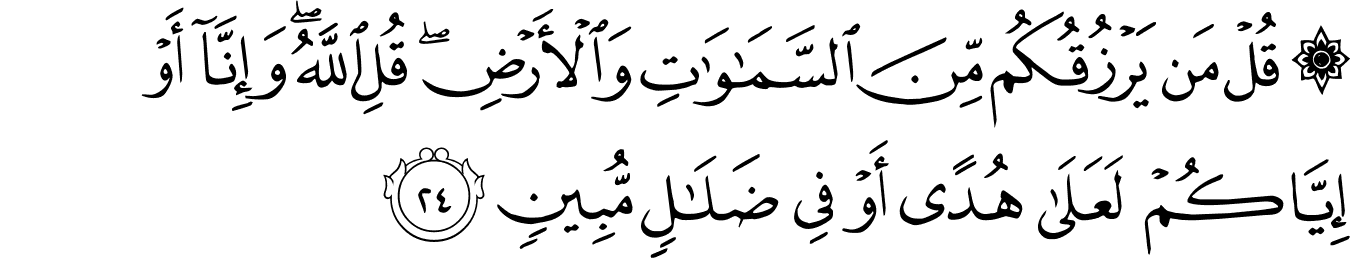 ۞ قُلْ مَن يَرْزُقُكُم مِّنَ ٱلسَّمَـٰوَٰتِ وَٱلْأَرْضِ ۖ قُلِ ٱللَّهُ ۖ وَإِنَّآ أَوْ
إِيَّاكُمْ لَعَلَىٰ هُدًى أَوْ فِى ضَلَـٰلٍ مُّبِينٍ ٢٤